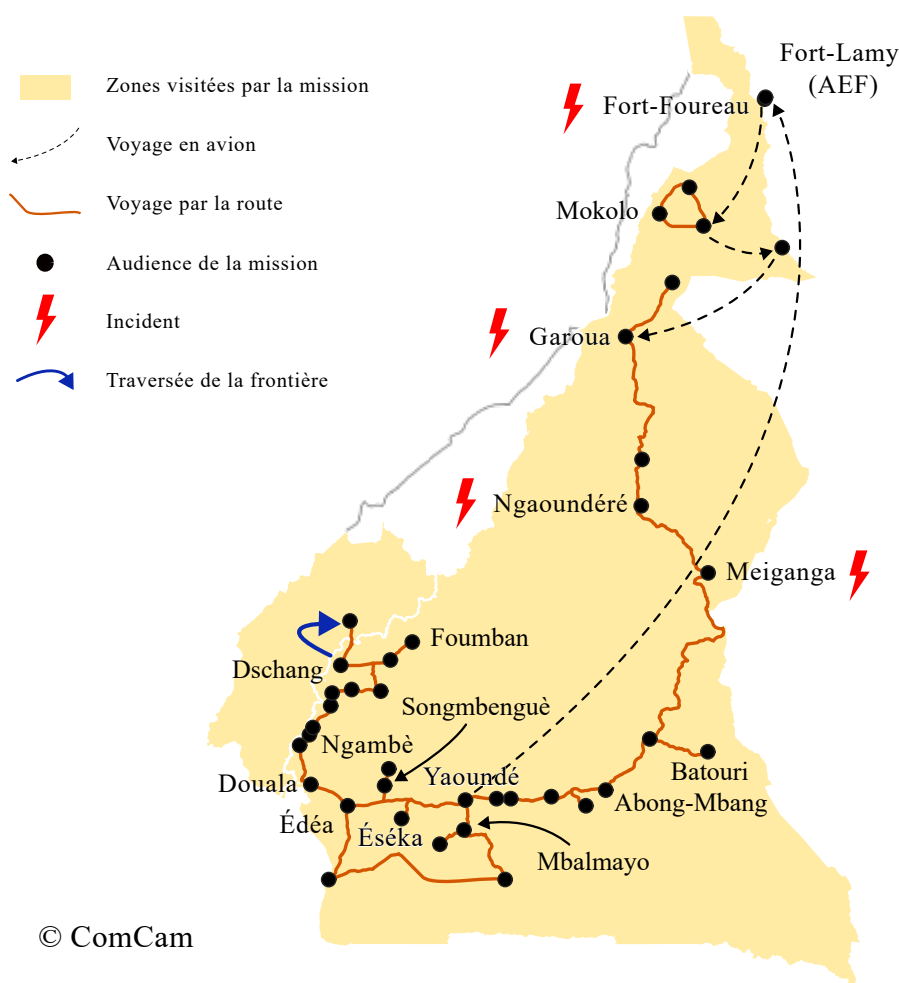 Fort-Lamy
(AEF)
Zones visitées par la mission
Fort-Foureau
Voyage en avion
Voyage par la route
Mokolo
Audience de la mission
Incident
Garoua
Traversée de la frontière
Ngaoundéré
Meiganga
Foumban
Dschang
Songmbenguè
Ngambè
Yaoundé
Batouri
Douala
Abong-Mbang
Édéa
Éséka
Mbalmayo
© ComCam